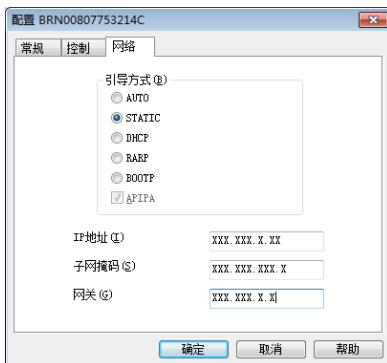 配置 BRN00807753214C
常规 控制 网络
引导方式(B)
AUTO
STATIC
DHCP
RARP
BOOTP
APIPA
IP地址(I) XXX.XXX.X.XX
子网掩码(S) XXX.XXX.XXX.X
网关(G) XXX.XXX.X.X
确定 取消 帮助